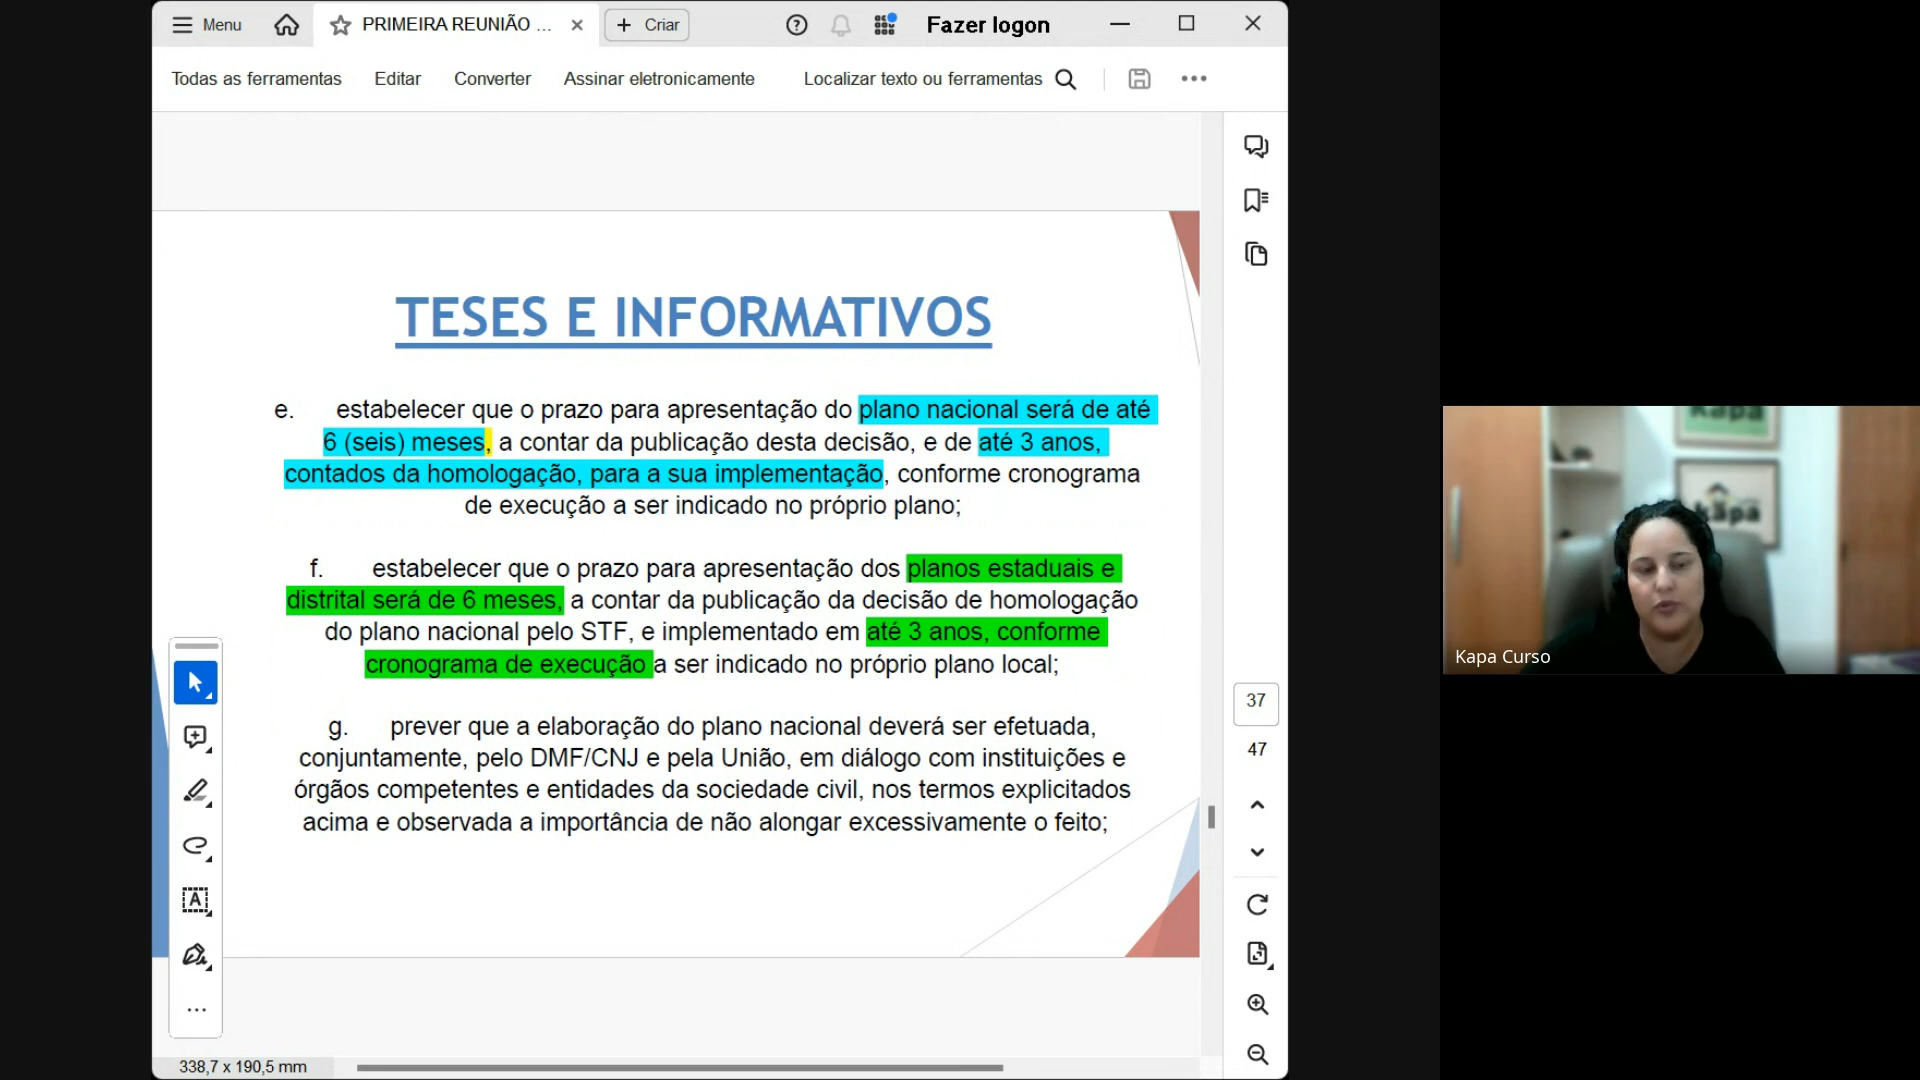 Menu
PRIMEIRA REUNIÃO ...
Criar
Fazer logon
Todas as ferramentas
Editar
Converter
Assinar eletronicamente
Localizar texto ou ferramentas
TESES E INFORMATIVOS
e. estabelecer que o prazo para apresentação do plano nacional será de até
6 (seis) meses, a contar da publicação desta decisão, e de até 3 anos,
contados da homologação, para a sua implementação, conforme cronograma
de execução a ser indicado no próprio plano;
f. estabelecer que o prazo para apresentação dos planos estaduais e
distrital será de 6 meses, a contar da publicação da decisão de homologação
do plano nacional pelo STF, e implementado em até 3 anos, conforme
cronograma de execução a ser indicado no próprio plano local;
g. prever que a elaboração do plano nacional deverá ser efetuada,
conjuntamente, pelo DMF/CNJ e pela União, em diálogo com instituições e
órgãos competentes e entidades da sociedade civil, nos termos explicitados
acima e observada a importância de não alongar excessivamente o feito;
37
47
338,7 x 190,5 mm
kapa
kapa
Kapa Curso